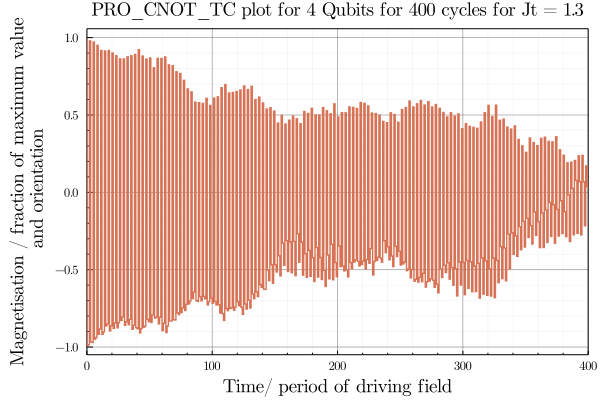 PRO_CNOT_TC plot for 4 Qubits for 400 cycles for Jt = 1.3
Magnetisation / fraction of maximum value
and orientation
1.0
0.5
0.0
−0.5
−1.0
0 100 200 300 400
Time/ period of driving field